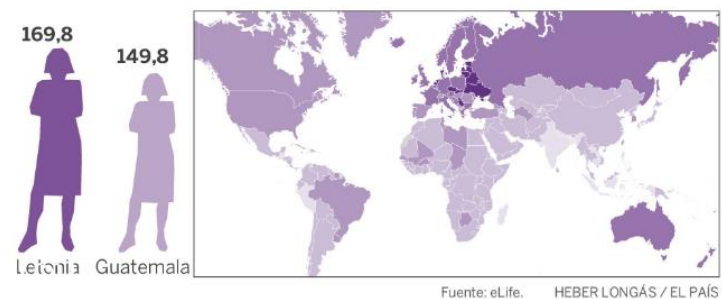 169,8
149,8
Letonia Guatemala
Fuente: eLife. HEBER LONGÁS / EL PAÍS